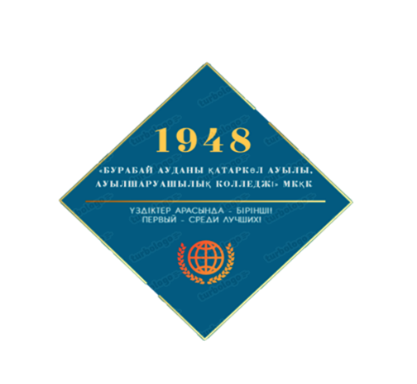 1948
«БУРАБАЙ АУДАНЫ ҚАТАРКӨЛ АУЫЛЫ,
АУЫЛШАРУАШЫЛЫҚ КОЛЛЕДЖІ» МКҚК
ҮЗДІКТЕР АРАСЫНДА - БІРІНШІ!
ПЕРВЫЙ - СРЕДИ ЛУЧШИХ!